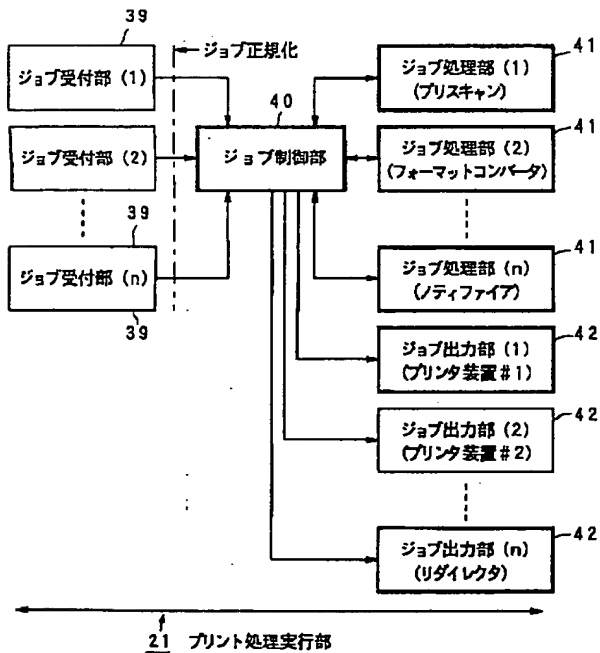 39
ジョブ受付部(1)
ジョブ正規化
ジョブ受付部(2)
39
ジョブ受付部(n)
39
40
ジョブ制御部
41
ジョブ処理部(1)
(プリスキャン)
41
ジョブ処理部(2)
(フォーマットコンバータ)
41
ジョブ処理部(n)
(ノティファイア)
42
ジョブ出力部(1)
(プリンタ装置#1)
42
ジョブ出力部(2)
(プリンタ装置#2)
42
ジョブ出力部(n)
(リダイレクタ)
21 プリント処理実行部